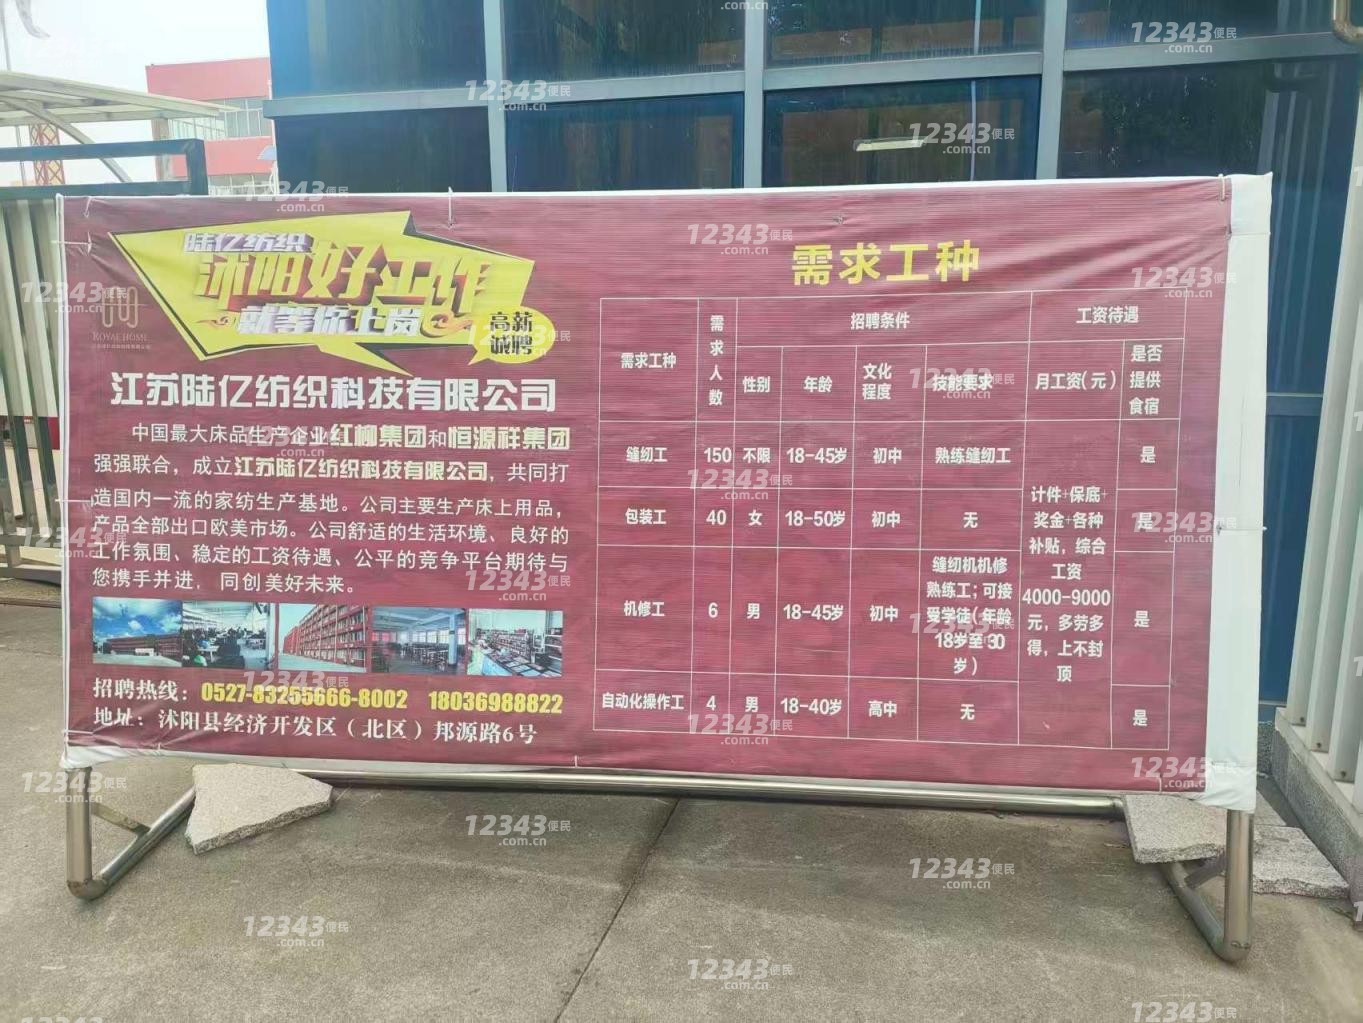 陆亿纺织
沭阳好工作
就等你上岗
高薪
诚聘
ROYAE HOME
江苏陆亿纺织科技有限公司
中国最大床品生产企业红柳集团和恒源祥集团
强强联合，成立江苏陆亿纺织科技有限公司，共同打
造国内一流的家纺生产基地。公司主要生产床上用品，
产品全部出口欧美市场。公司舒适的生活环境、良好的
工作氛围、稳定的工资待遇、公平的竞争平台期待与
您携手并进，同创美好未来。
招聘热线：0527-83255666-8002 18036988822
地址：沭阳县经济开发区（北区）邦源路6号
需求工种
需求工种 需求人数 招聘条件 工资待遇
性别 年龄 文化程度 技能要求 月工资(元) 是否提供食宿
缝纫工 150 不限 18-45岁 初中 熟练缝纫工 是
包装工 40 女 18-50岁 初中 无 是
机修工 6 男 18-45岁 初中 缝纫机机修
熟练工；可接
受学徒（年龄
18岁至30
岁） 是
自动化操作工 4 男 18-40岁 高中 无 是
计件+保底+
奖金+各种
补贴，综合
工资
4000-9000
元，多劳多
得，上不封
顶
12343便民
.com.cn